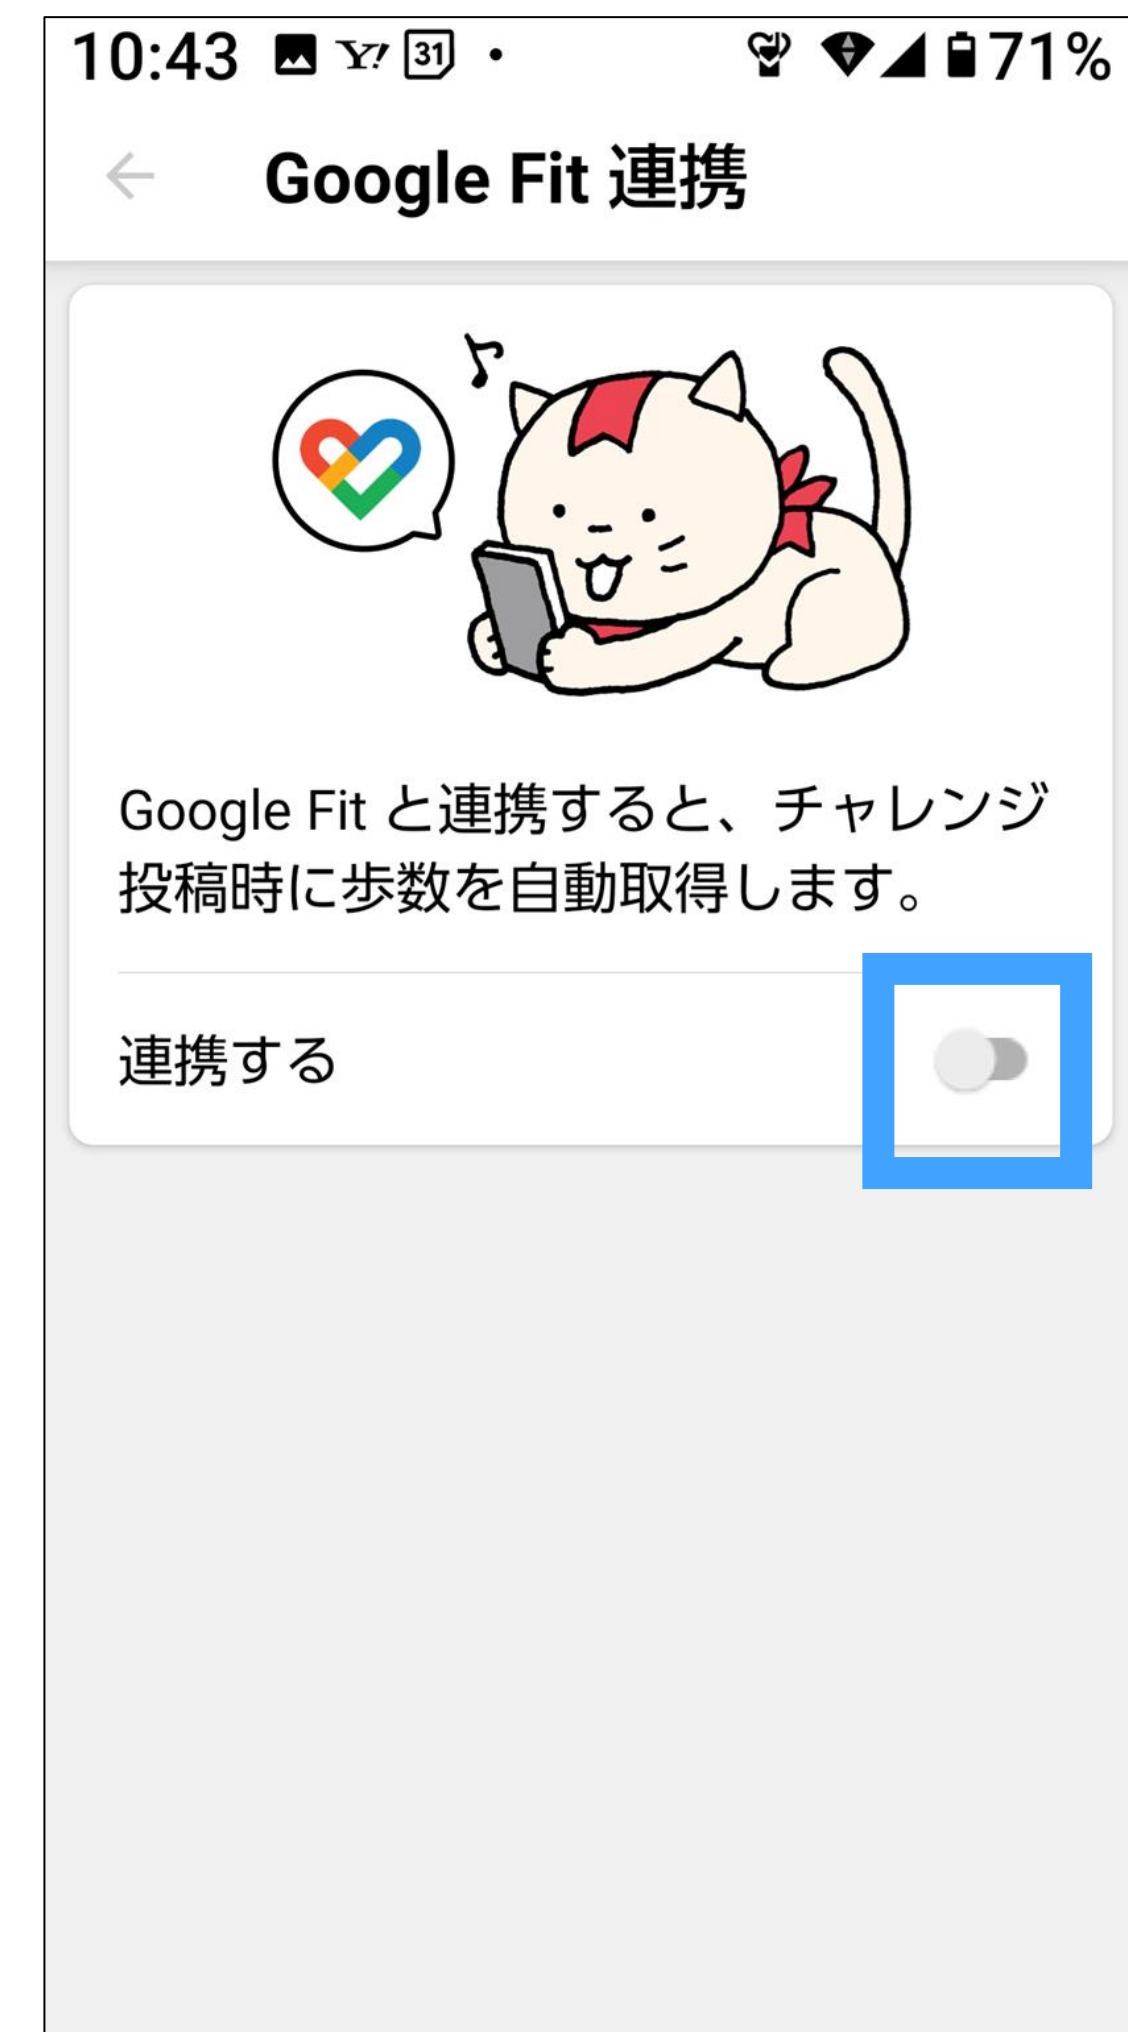 10:43 Y! 31 71%
Google Fit 連携
Google Fit と連携すると、チャレンジ
投稿時に歩数を自動取得します。
連携する